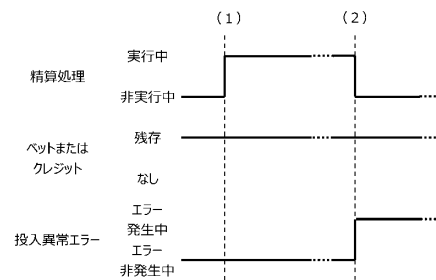 (1)
(2)
精算処理
実行中
非実行中
ベットまたは
クレジット
残存
なし
投入異常エラー
エラー
発生中
エラー
非発生中